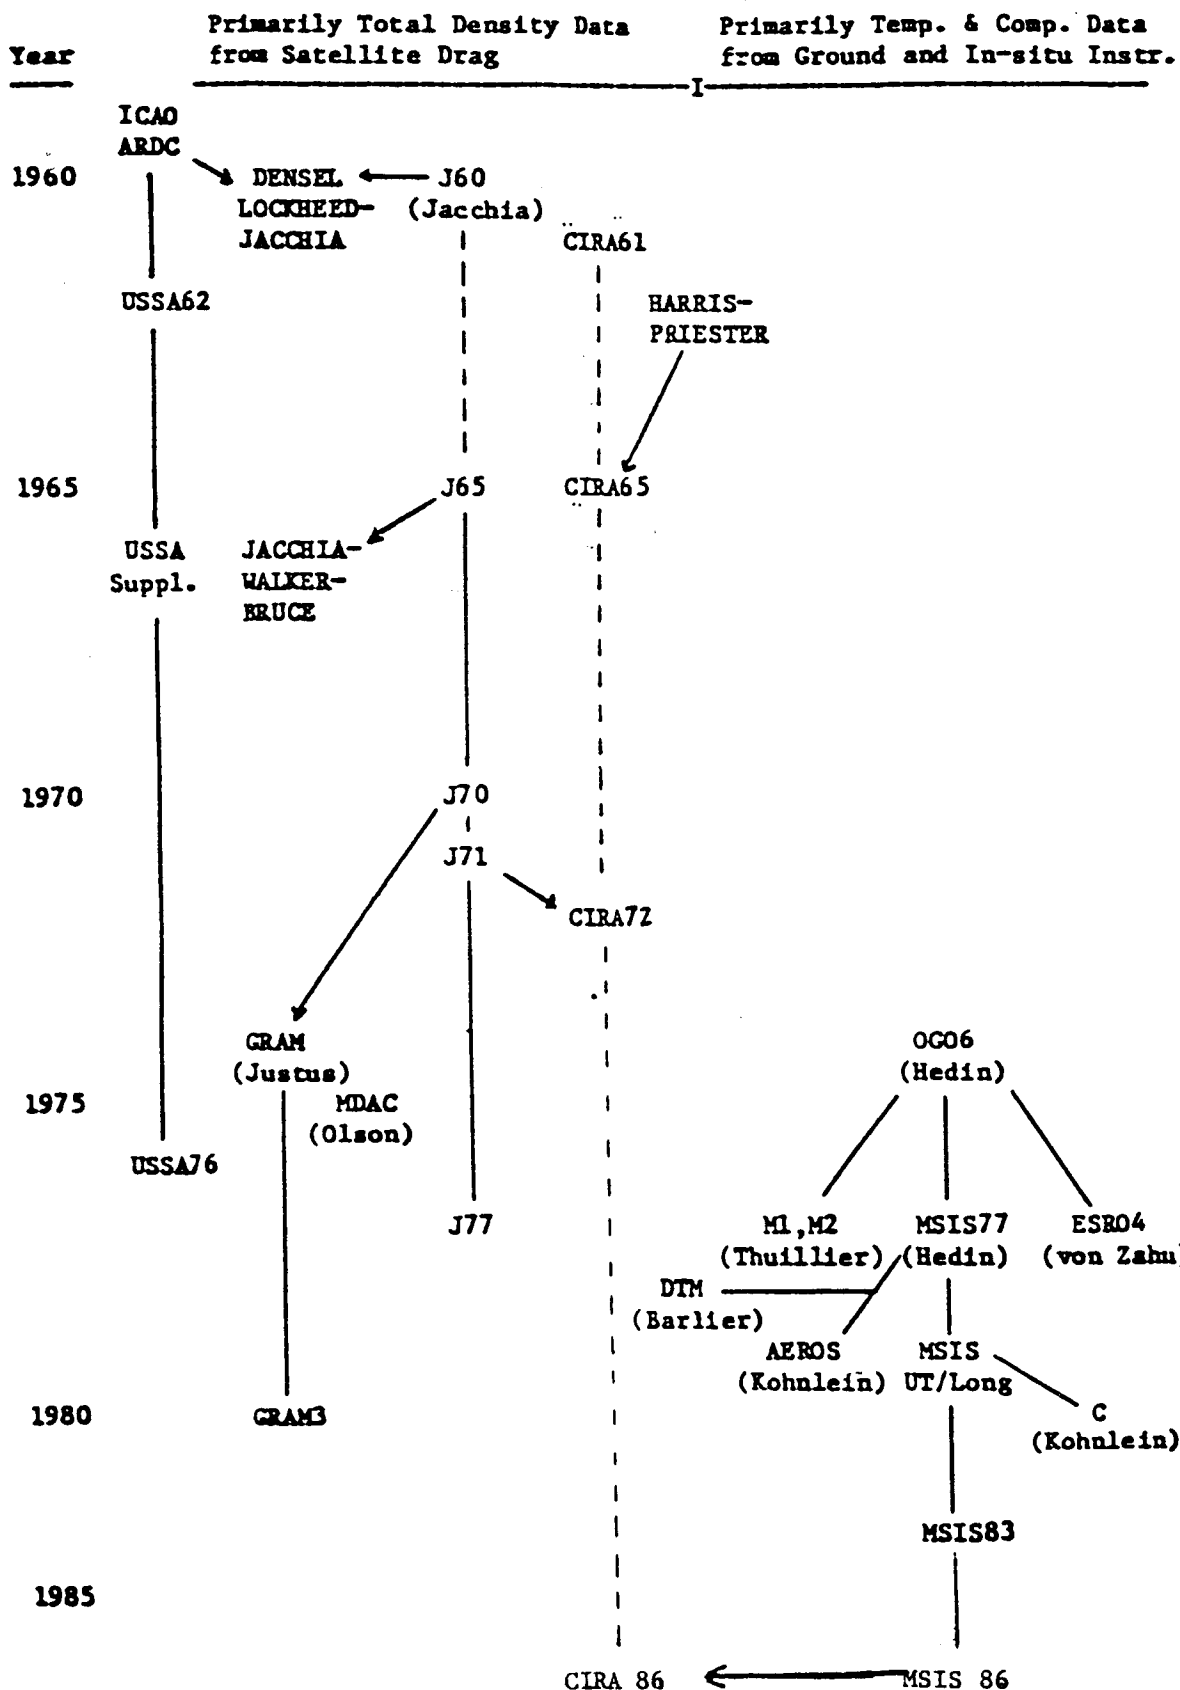 Year
Primarily Total Density Data
from Satellite Drag
Primarily Temp. & Comp. Data
from Ground and In-situ Instr.
I
ICAO
ARDC
1960
DENSEL
LOCKHEED-
JACCHIA
J60
(Jacchia)
CIRA61
USSA62
HARRIS-
PRIESTER
1965
J65
CIRA65
USSA
Suppl.
JACCHIA-
WALKER-
BRUCE
1970
J70
J71
CIRA72
GRAM
(Justus)
OGO6
(Hedin)
1975
MDAC
(Olson)
USSA76
J77
M1,M2
(Thuillier)
MSIS77
(Hedin)
ESRO4
(von Zahu)
DTM
(Barlier)
AEROS
(Kohnlein)
MSIS
UT/Long
1980
GRAM3
C
(Kohnlein)
MSIS83
1985
CIRA 86
MSIS 86